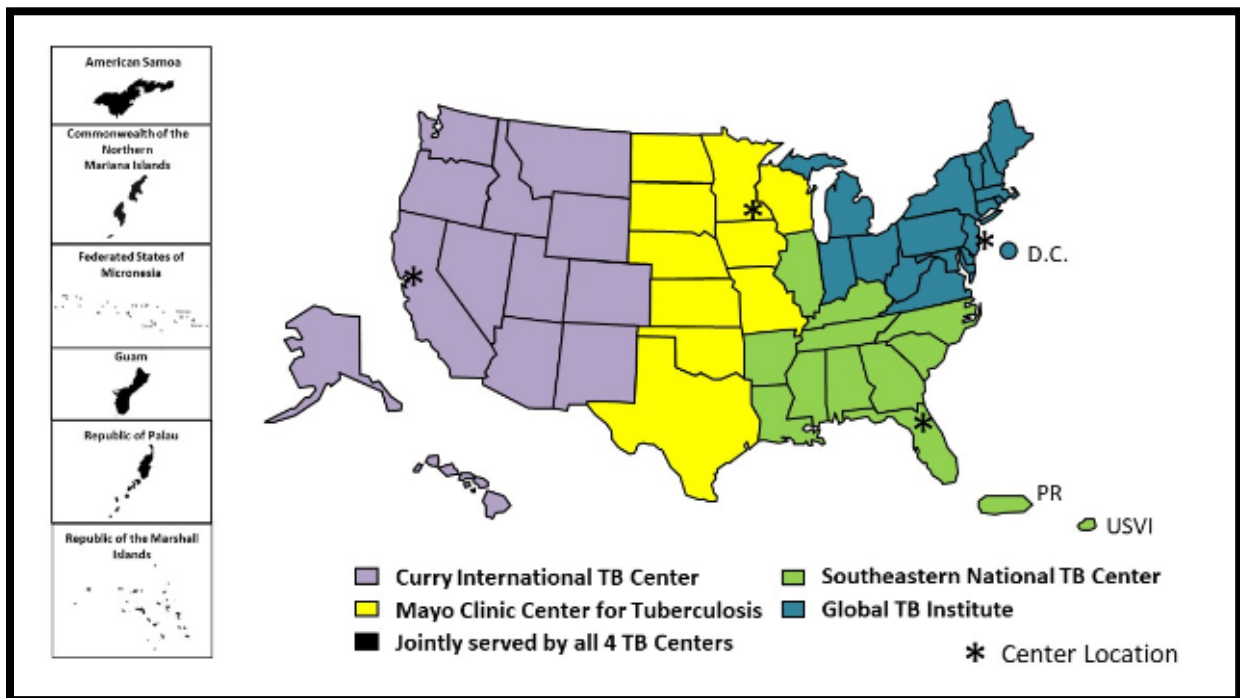 American Samoa
Commonwealth of the
Northern
Mariana Islands
Federated States of
Micronesia
Guam
Republic of Palau
Republic of the Marshall
Islands
D.C.
PR
USVI
Curry International TB Center
Mayo Clinic Center for Tuberculosis
Jointly served by all 4 TB Centers
Southeastern National TB Center
Global TB Institute
* Center Location